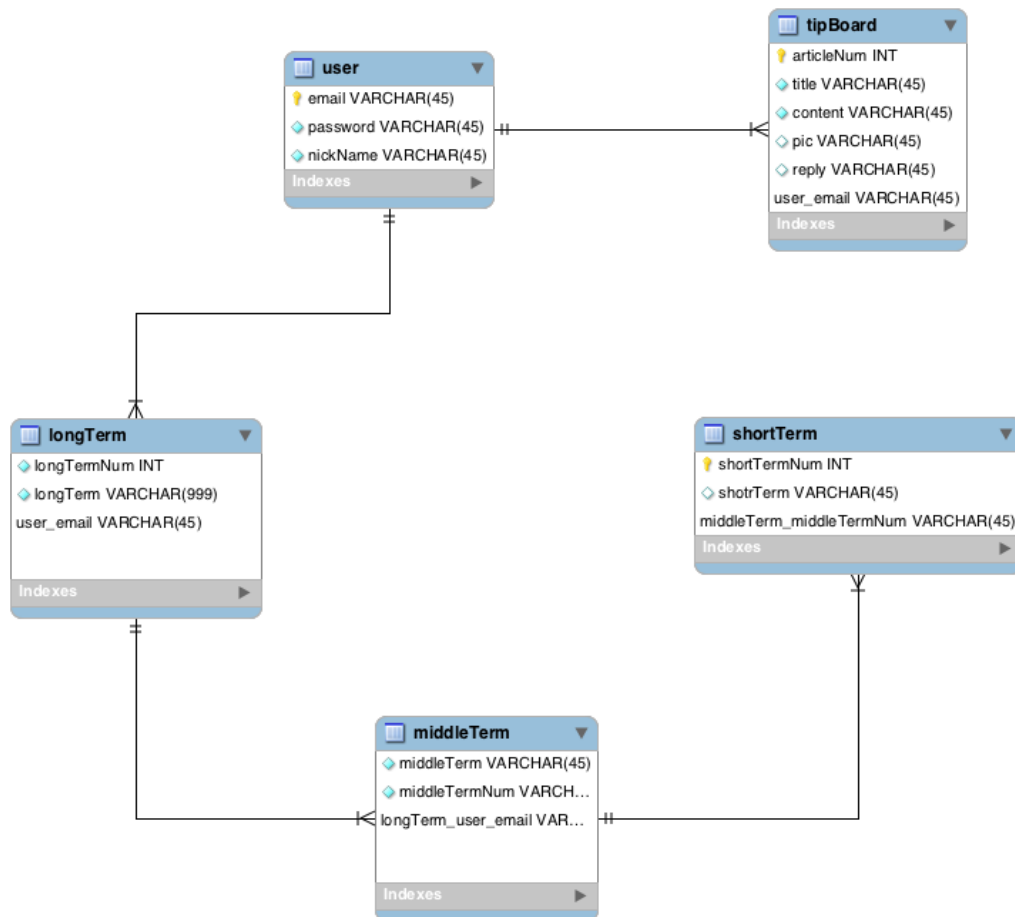 user
email VARCHAR(45)
password VARCHAR(45)
nickName VARCHAR(45)
Indexes
tipBoard
articleNum INT
title VARCHAR(45)
content VARCHAR(45)
pic VARCHAR(45)
reply VARCHAR(45)
user_email VARCHAR(45)
Indexes
longTerm
longTermNum INT
longTerm VARCHAR(999)
user_email VARCHAR(45)
Indexes
shortTerm
shortTermNum INT
shotrTerm VARCHAR(45)
middleTerm_middleTermNum VARCHAR(45)
Indexes
middleTerm
middleTerm VARCHAR(45)
middleTermNum VARCH...
longTerm_user_email VAR...
Indexes